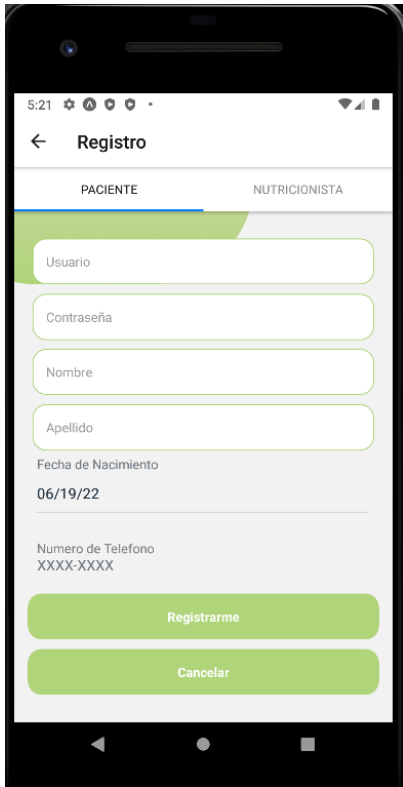 5:21
Registro
PACIENTE NUTRICIONISTA
Usuario
Contraseña
Nombre
Apellido
Fecha de Nacimiento
06/19/22
Numero de Telefono
XXXX-XXXX
Registrarme
Cancelar